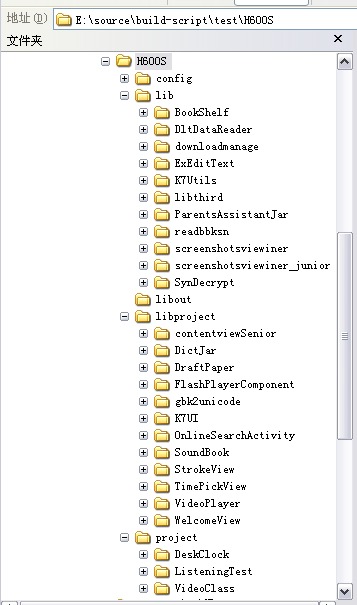 地址(D) E:\source\build-script\test\H600S
文件夹
H600S
config
lib
BookShelf
DltDataReader
downloadmanage
ExEditText
K7Utils
libthird
ParentsAssistantJar
readbbksn
screenshotsviewiner
screenshotsviewiner_junior
SynDecrypt
libout
libproject
contentviewSenior
DictJar
DraftPaper
FlashPlayerComponent
gbk2unicode
K7UI
OnlineSearchActivity
SoundBook
StrokeView
TimePickView
VideoPlayer
WelcomeView
project
DeskClock
ListeningTest
VideoClass